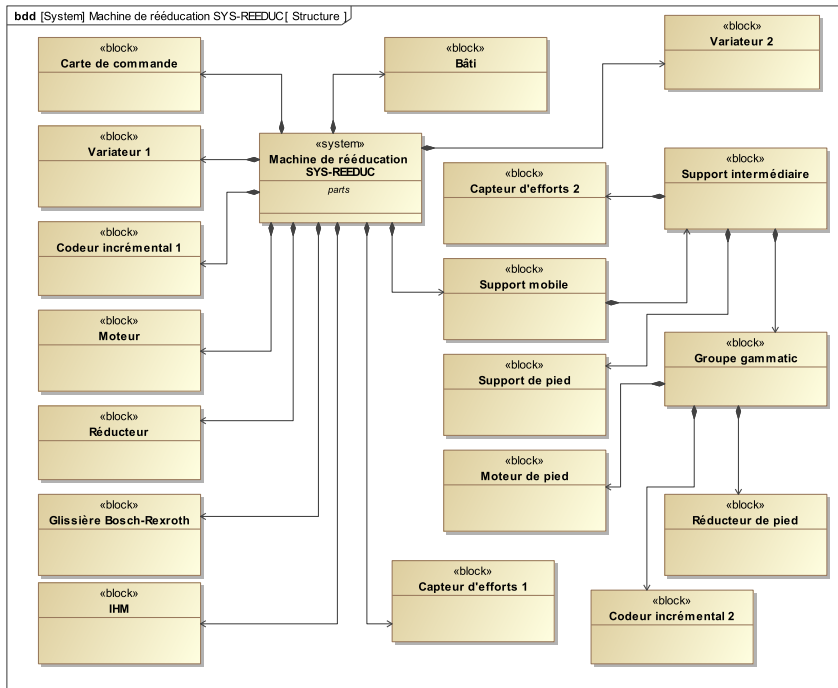 bdd [System] Machine de rééducation SYS-REEDUC[ Structure ]
«block»
Carte de commande
«block»
Bâti
«block»
Variateur 2
«block»
Variateur 1
«system»
Machine de rééducation
SYS-REEDUC
parts
«block»
Capteur d'efforts 2
«block»
Support intermédiaire
«block»
Codeur incrémental 1
«block»
Support mobile
«block»
Moteur
«block»
Groupe gammatic
«block»
Support de pied
«block»
Réducteur
«block»
Moteur de pied
«block»
Glissière Bosch-Rexroth
«block»
Réducteur de pied
«block»
IHM
«block»
Capteur d'efforts 1
«block»
Codeur incrémental 2